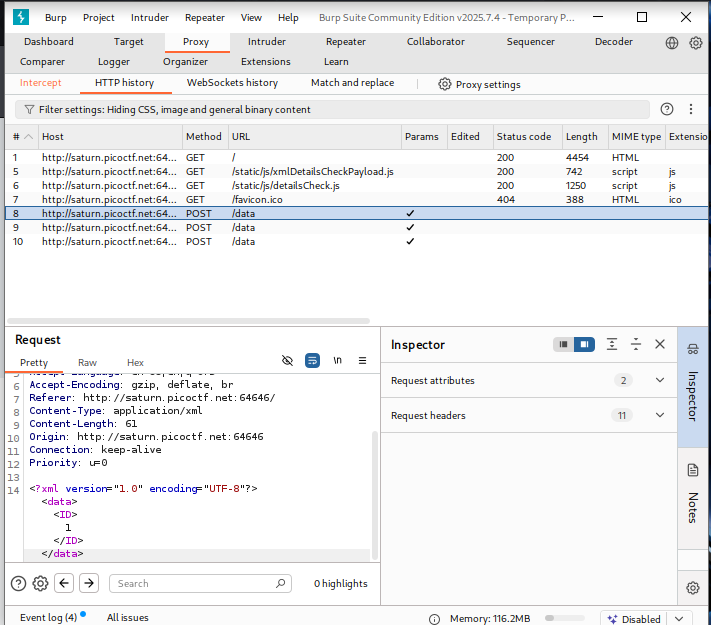 Burp Project Intruder Repeater View Help Burp Suite Community Edition v2025.7.4 - Temporary P...
Dashboard Target Proxy Intruder Repeater Collaborator Sequencer Decoder
Comparer Logger Organizer Extensions Learn
Intercept HTTP history WebSockets history Match and replace Proxy settings
Filter settings: Hiding CSS, image and general binary content
# Host Method URL Params Edited Status code Length MIME type Extensio
1 http://saturn.picoctf.net:64... GET / 200 4454 HTML
5 http://saturn.picoctf.net:64... GET /static/js/xmlDetailsCheckPayload.js 200 742 script js
6 http://saturn.picoctf.net:64... GET /static/js/detailsCheck.js 200 1250 script js
7 http://saturn.picoctf.net:64... GET /favicon.ico 404 388 HTML ico
8 http://saturn.picoctf.net:64... POST /data ✓
9 http://saturn.picoctf.net:64... POST /data ✓
10 http://saturn.picoctf.net:64... POST /data ✓
Request
Pretty Raw Hex \n
6 Accept-Encoding: gzip, deflate, br
7 Referer: http://saturn.picoctf.net:64646/
8 Content-Type: application/xml
9 Content-Length: 61
10 Origin: http://saturn.picoctf.net:64646
11 Connection: keep-alive
12 Priority: u=0
13
14 <?xml version="1.0" encoding="UTF-8"?>
<data>
<ID>
1
</ID>
</data>
Search 0 highlights
Inspector
Request attributes 2
Request headers 11
Inspector
Notes
Event log (4) All issues Memory: 116.2MB Disabled